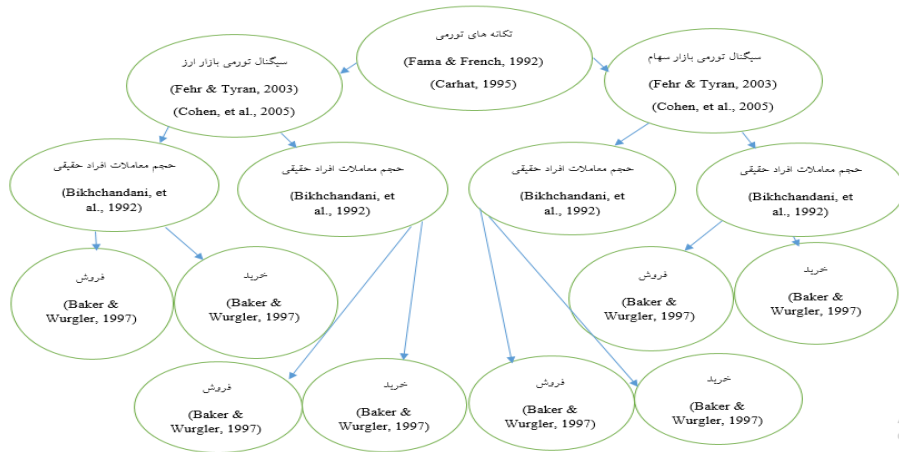 تکانه های تورمی
(Fama & French, 1992)
(Carhat, 1995)
سیگنال تورمی بازار ارز
(Fehr & Tyran, 2003)
(Cohen, et al., 2005)
سیگنال تورمی بازار سهام
(Fehr & Tyran, 2003)
(Cohen, et al., 2005)
حجم معاملات افراد حقیقی
(Bikhchandani, et
al., 1992)
حجم معاملات افراد حقیقی
(Bikhchandani, et
al., 1992)
حجم معاملات افراد حقیقی
(Bikhchandani, et
al., 1992)
حجم معاملات افراد حقیقی
(Bikhchandani, et
al., 1992)
فروش
(Baker &
Wurgler, 1997)
خرید
(Baker &
Wurgler, 1997)
فروش
(Baker &
Wurgler, 1997)
خرید
(Baker &
Wurgler, 1997)
فروش
(Baker &
Wurgler, 1997)
خرید
(Baker &
Wurgler, 1997)
فروش
(Baker &
Wurgler, 1997)
خرید
(Baker &
Wurgler, 1997)